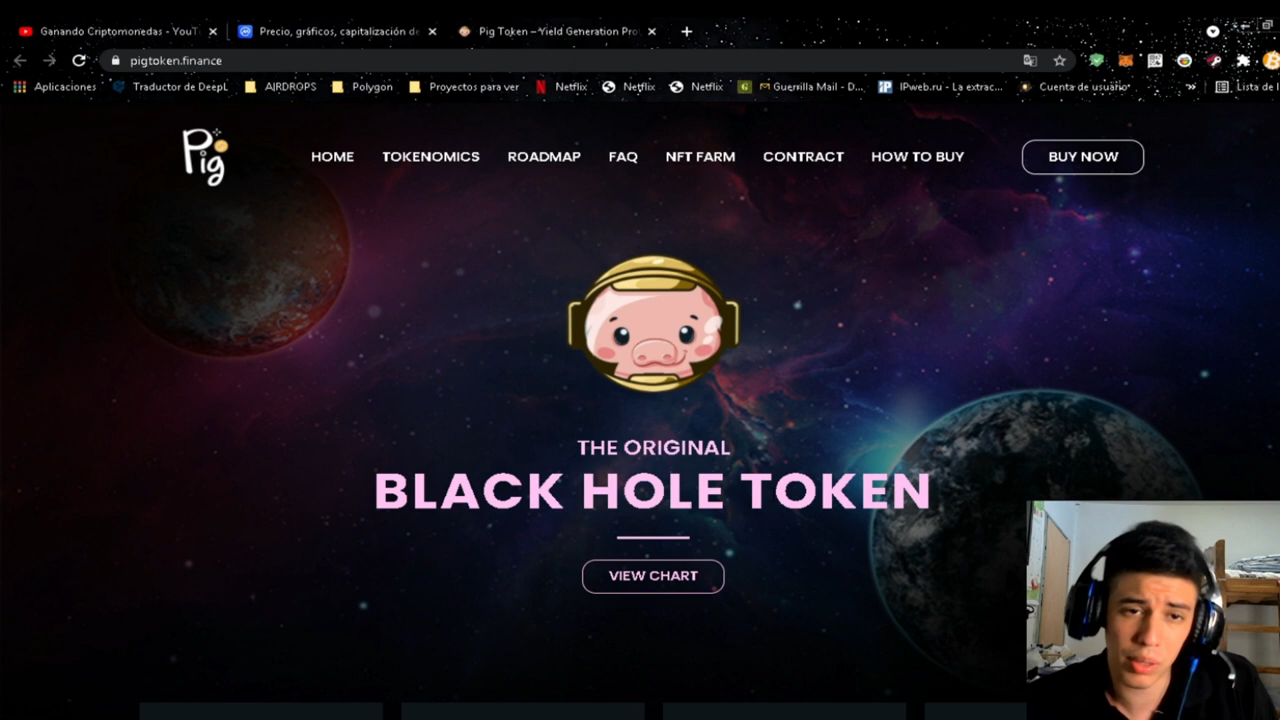 Ganando Criptomonedas - YouT
Precio, gráficos, capitalización de
Pig Token – Yield Generation Pro
pigtoken.finance
Aplicaciones
Traductor de DeepL
AIRDROPS
Polygon
Proyectos para ver
Netflix
Netflix
Netflix
Guerrilla Mail - D...
IPweb.ru - La extrac...
Cuenta de usuario
Lista de l
Pig
HOME
TOKENOMICS
ROADMAP
FAQ
NFT FARM
CONTRACT
HOW TO BUY
BUY NOW
THE ORIGINAL
BLACK HOLE TOKEN
VIEW CHART